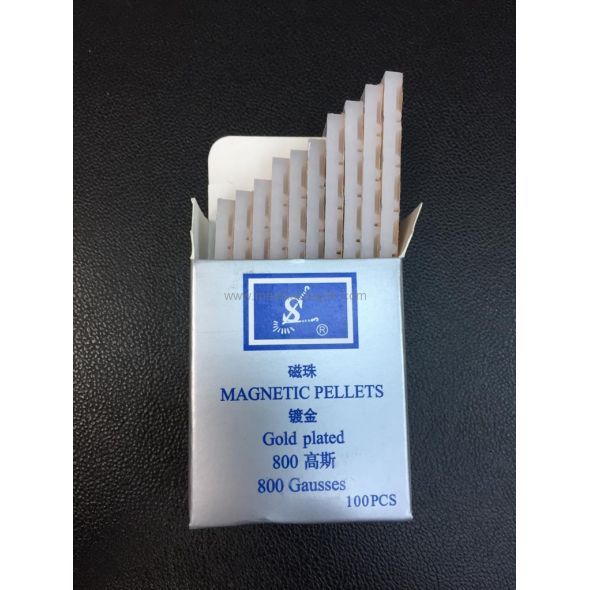 ®
磁珠
MAGNETIC PELLETS
镀金
Gold plated
800 高斯
800 Gausses
100PCS